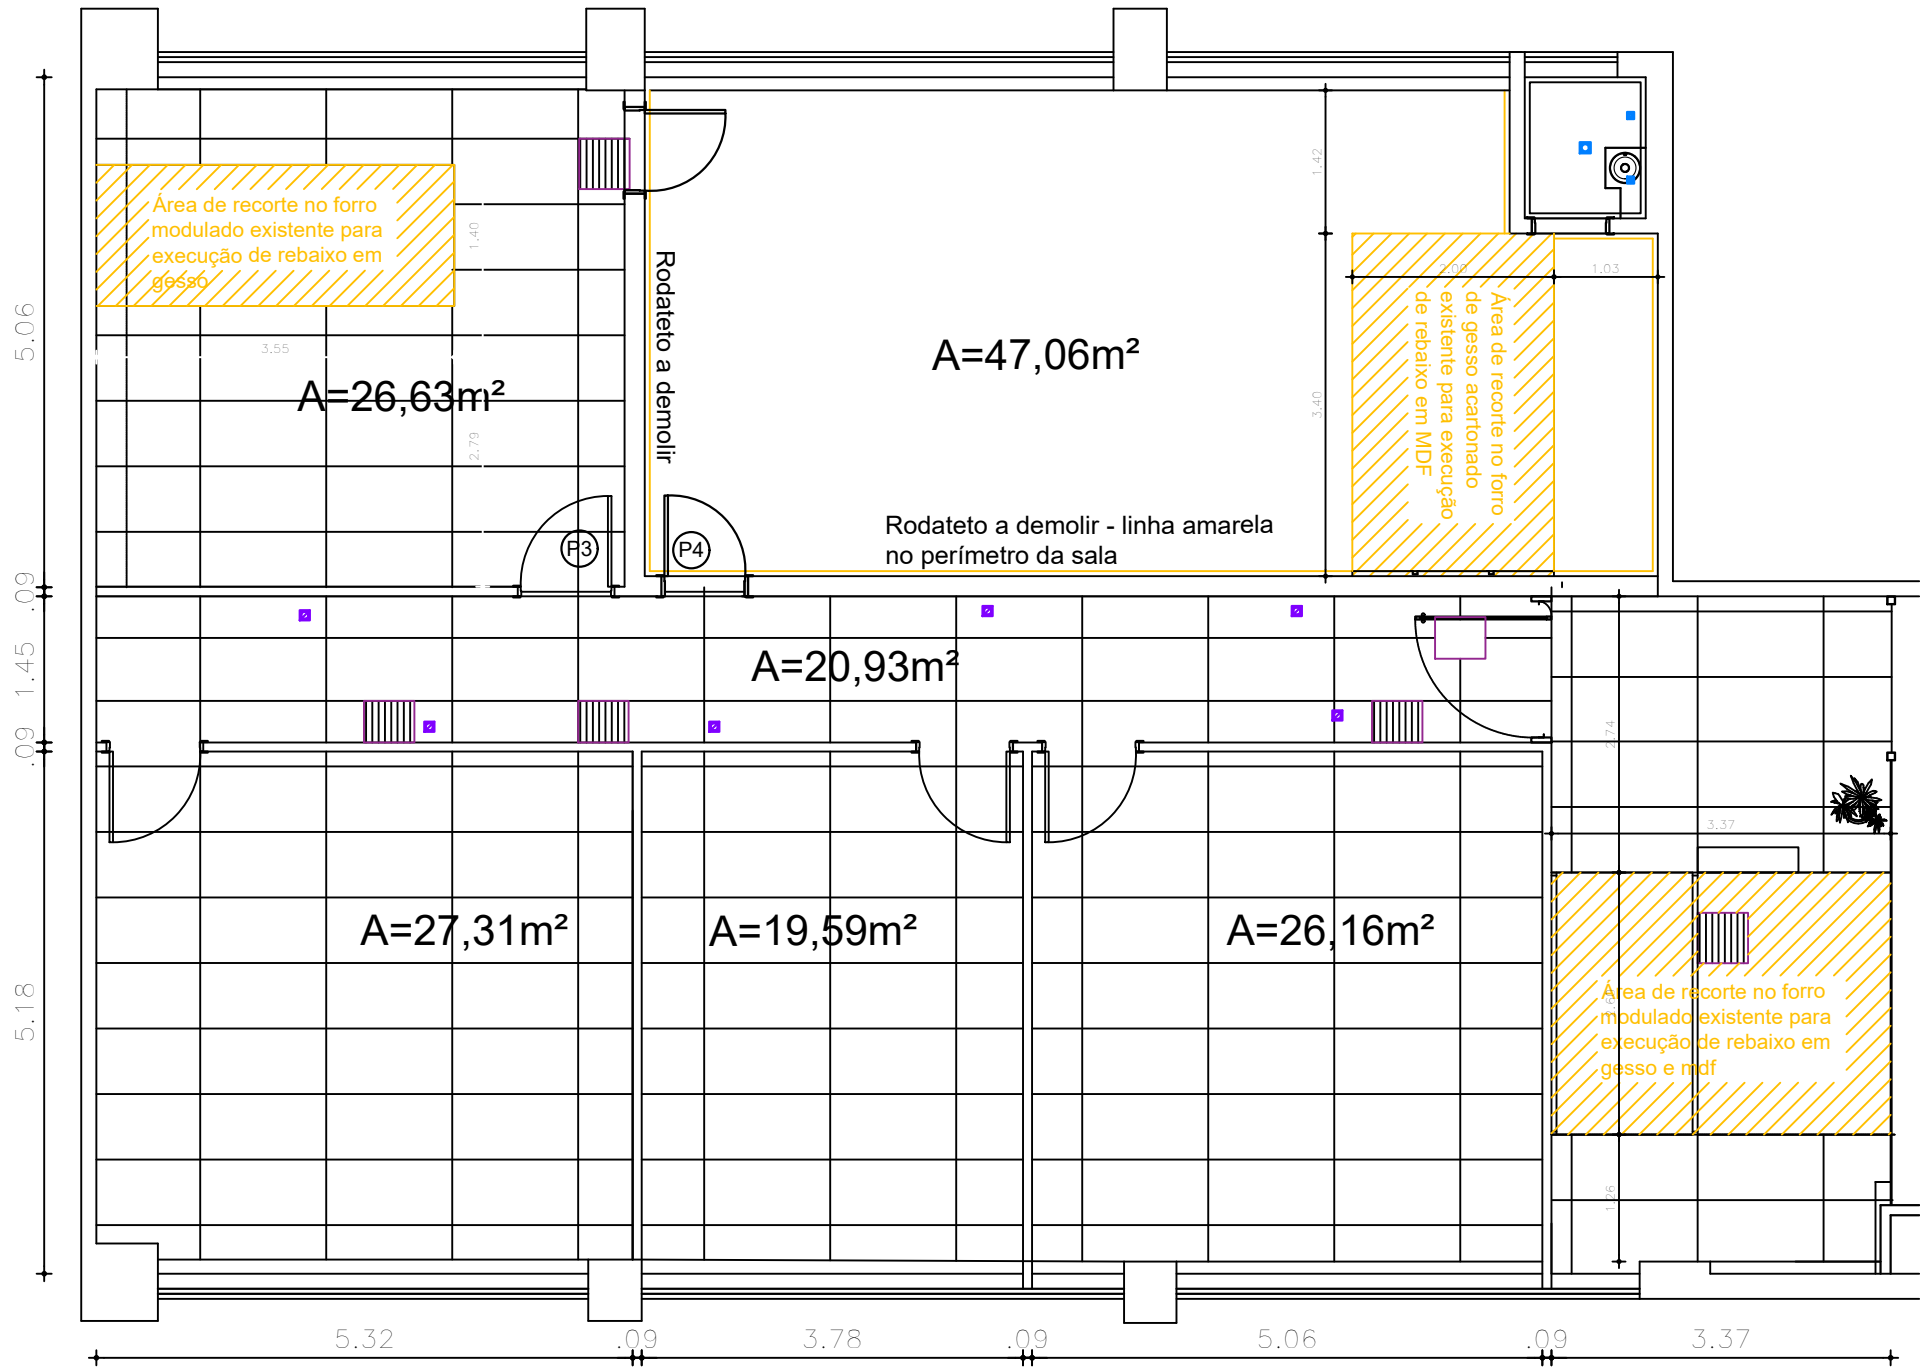 Área de recorte no forro
modulado existente para
execução de rebaixo em
gesso
1.40
3.55
A=26,63m²
2.79
P3
Rodateto a demolir
P4
A=47,06m²
Rodateto a demolir - linha amarela
no perímetro da sala
1.42
3.40
2.00
1.03
Área de recorte no forro
de gesso acartonado
existente para execução
de rebaixo em MDF
5.06
.09
1.45
.09
5.18
A=20,93m²
2.74
3.37
A=27,31m²
A=19,59m²
A=26,16m²
Área de recorte no forro
modulado existente para
execução de rebaixo em
gesso e mdf
1.26
5.32
.09
3.78
.09
5.06
.09
3.37